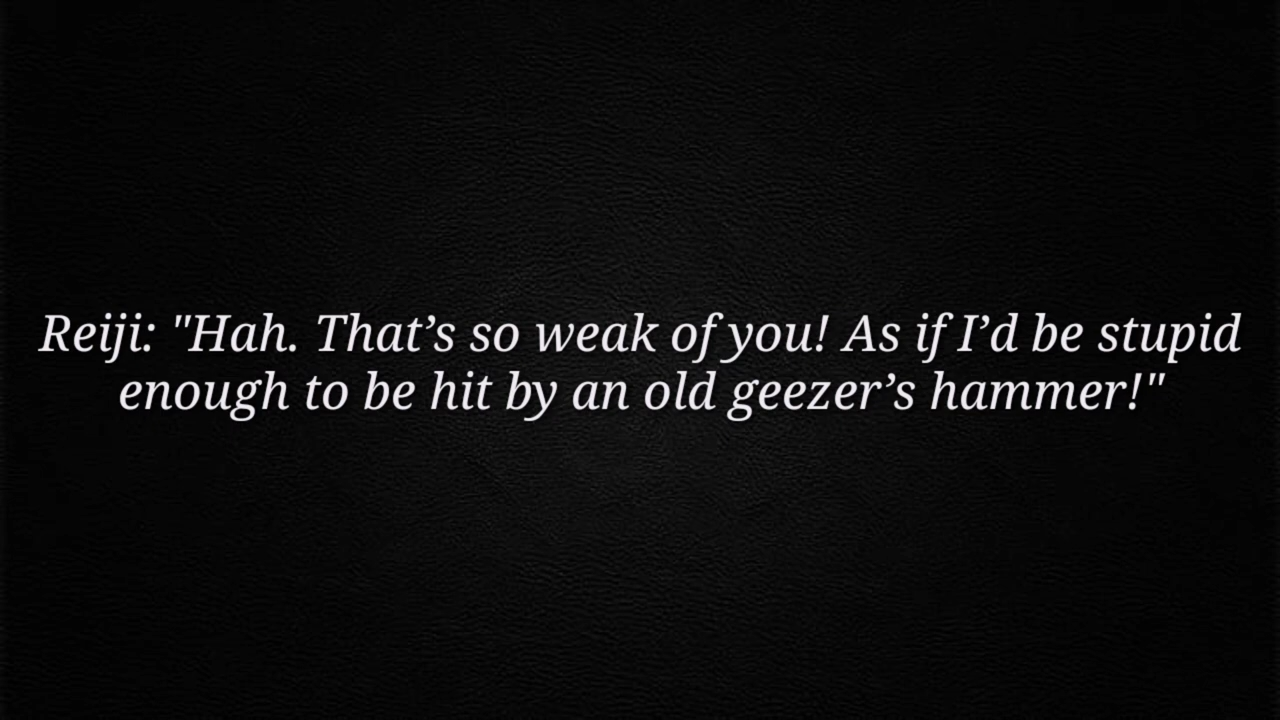 Reiji: "Hah. That’s so weak of you! As if I’d be stupid
enough to be hit by an old geezer’s hammer!"